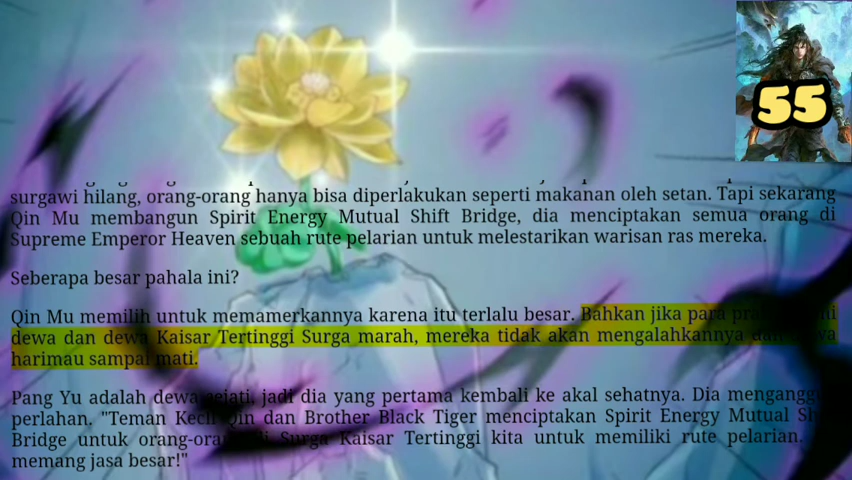 55
surgawi hilang, orang-orang hanya bisa diperlakukan seperti makanan oleh setan. Tapi sekarang
Qin Mu membangun Spirit Energy Mutual Shift Bridge, dia menciptakan semua orang di
Supreme Emperor Heaven sebuah rute pelarian untuk melestarikan warisan ras mereka.
Seberapa besar pahala ini?
Qin Mu memilih untuk memamerkannya karena itu terlalu besar. Bahkan jika para
dewa dan dewa Kaisar Tertinggi Surga marah, mereka tidak akan mengalahkannya
harimau sampai mati.
Pang Yu adalah dewa sejati, jadi dia yang pertama kembali ke akal sehatnya. Dia
perlahan. "Teman Kecil Qin dan Brother Black Tiger menciptakan Spirit Energy Mutual
Bridge untuk Surga Kaisar Tertinggi kita untuk memiliki rute pelarian.
memang jasa besar!"